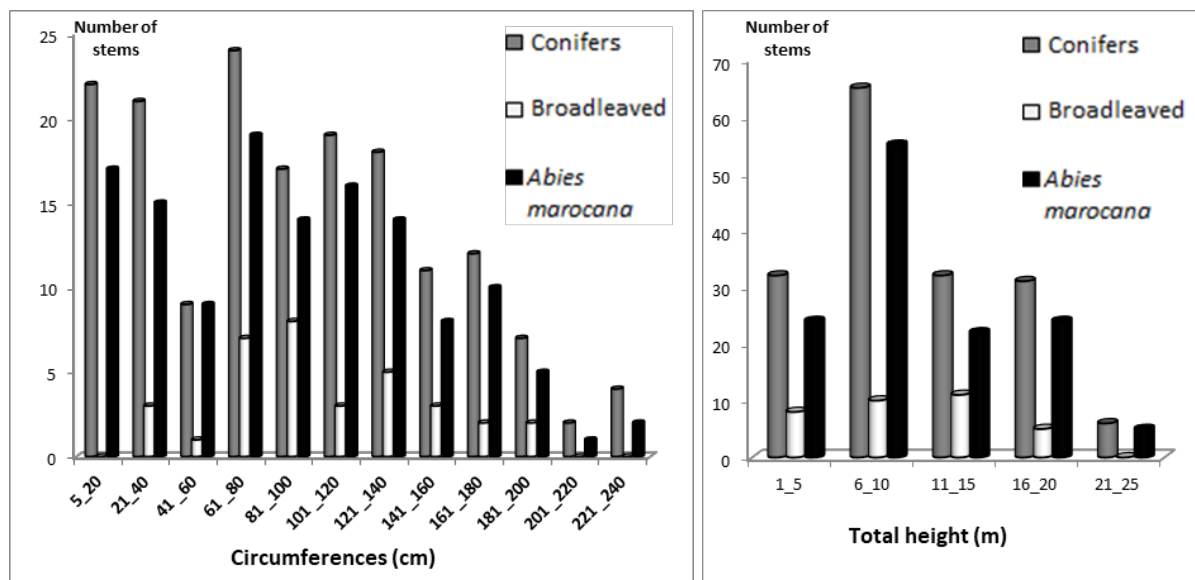 Number of
stems
25
20
15
10
5
0
Conifers
Broadleaved
Abies
marocana
5_20
21_40
41_60
61_80
81_100
101_120
121_140
141_160
161_180
181_200
201_220
221_240
Circumferences (cm)
Number of
stems
70
60
50
40
30
20
10
0
Conifers
Broadleaved
Abies
marocana
1_5
6_10
11_15
16_20
21_25
Total height (m)